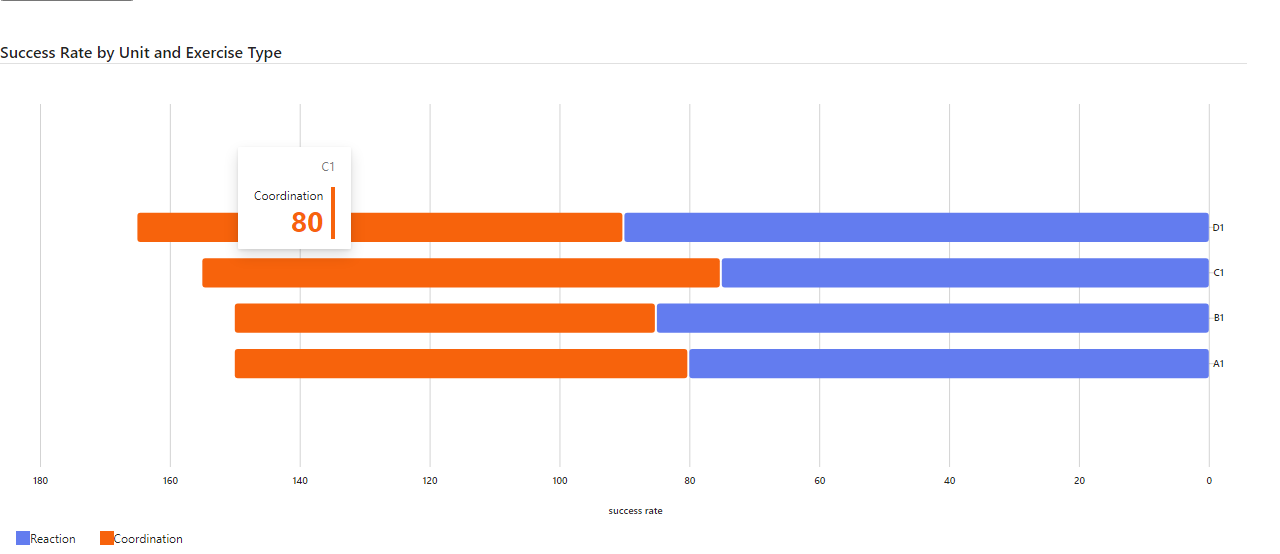 Success Rate by Unit and Exercise Type
C1
Coordination
80
D1
C1
B1
A1
180 160 140 120 100 80 60 40 20 0
success rate
Reaction Coordination